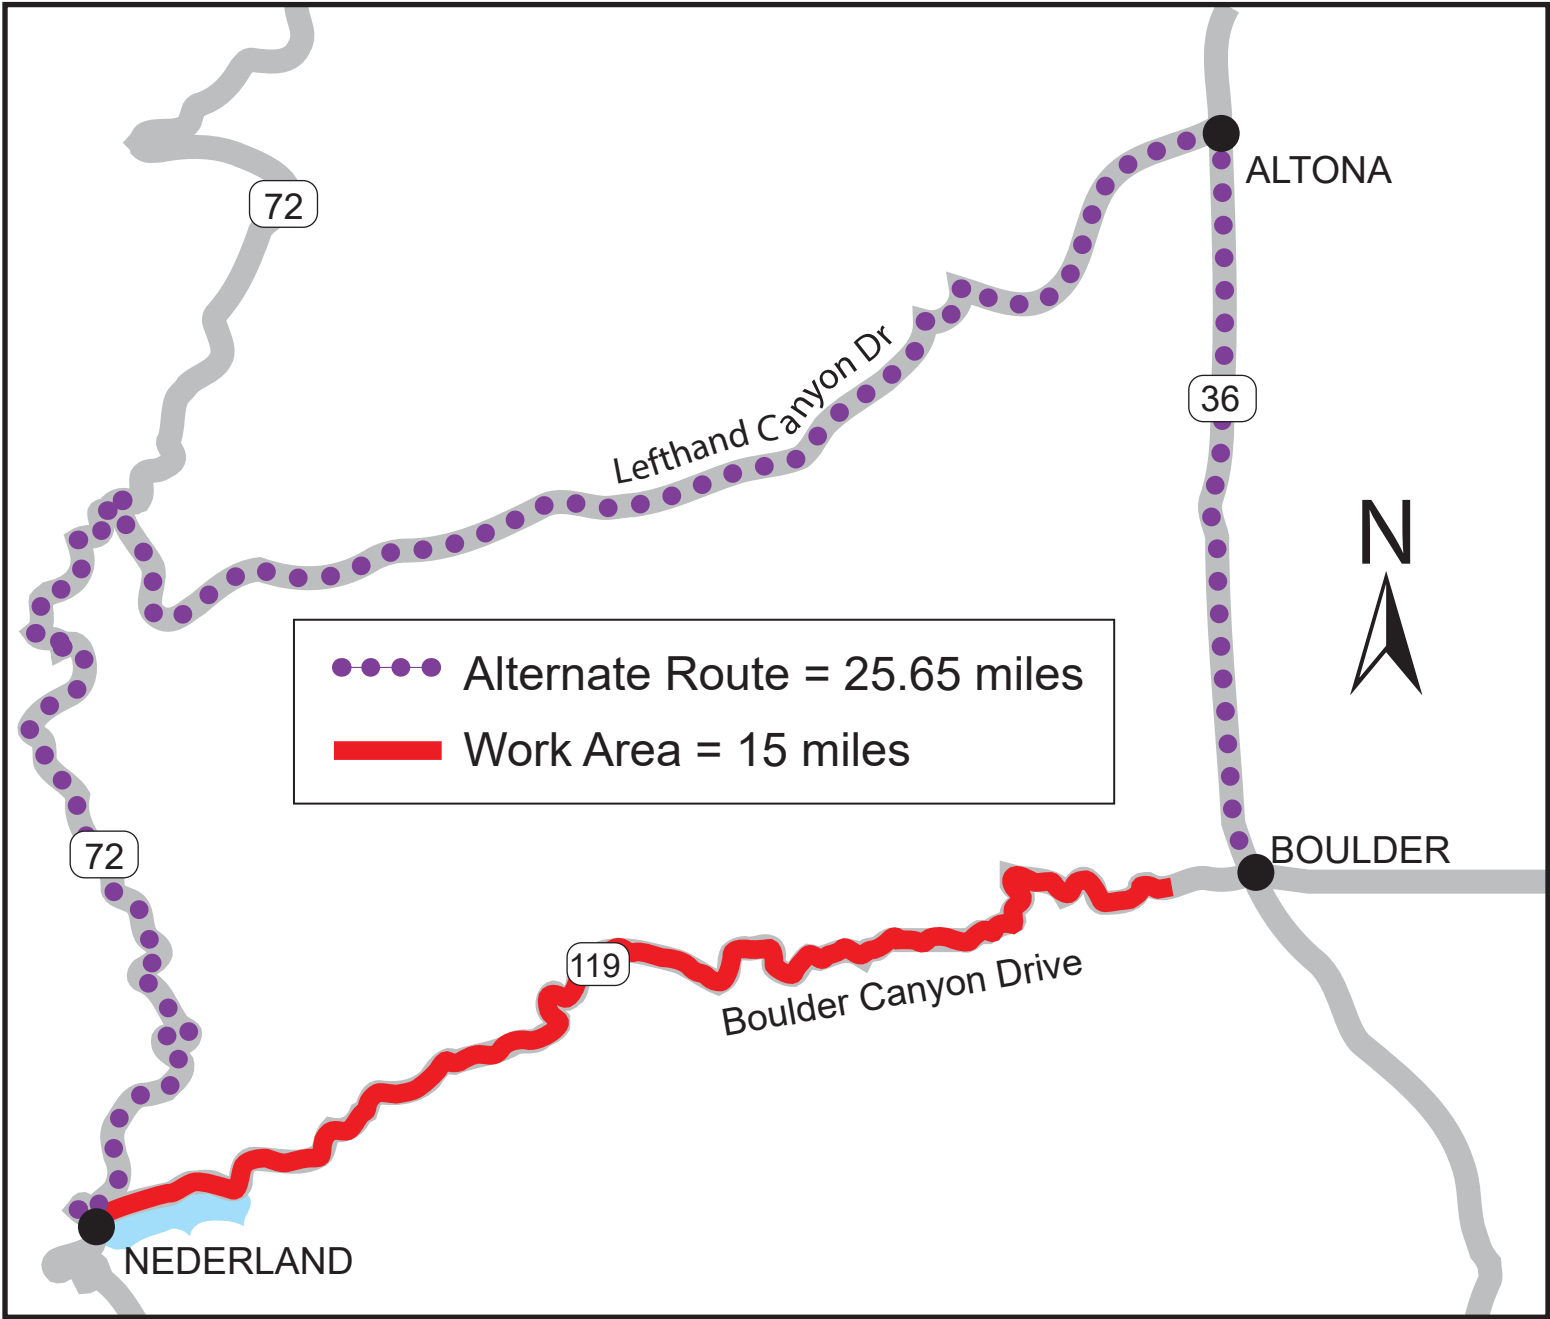 72
ALTONA
Lefthand Canyon Dr
36
N
Alternate Route = 25.65 miles
Work Area = 15 miles
72
BOULDER
119
Boulder Canyon Drive
NEDERLAND